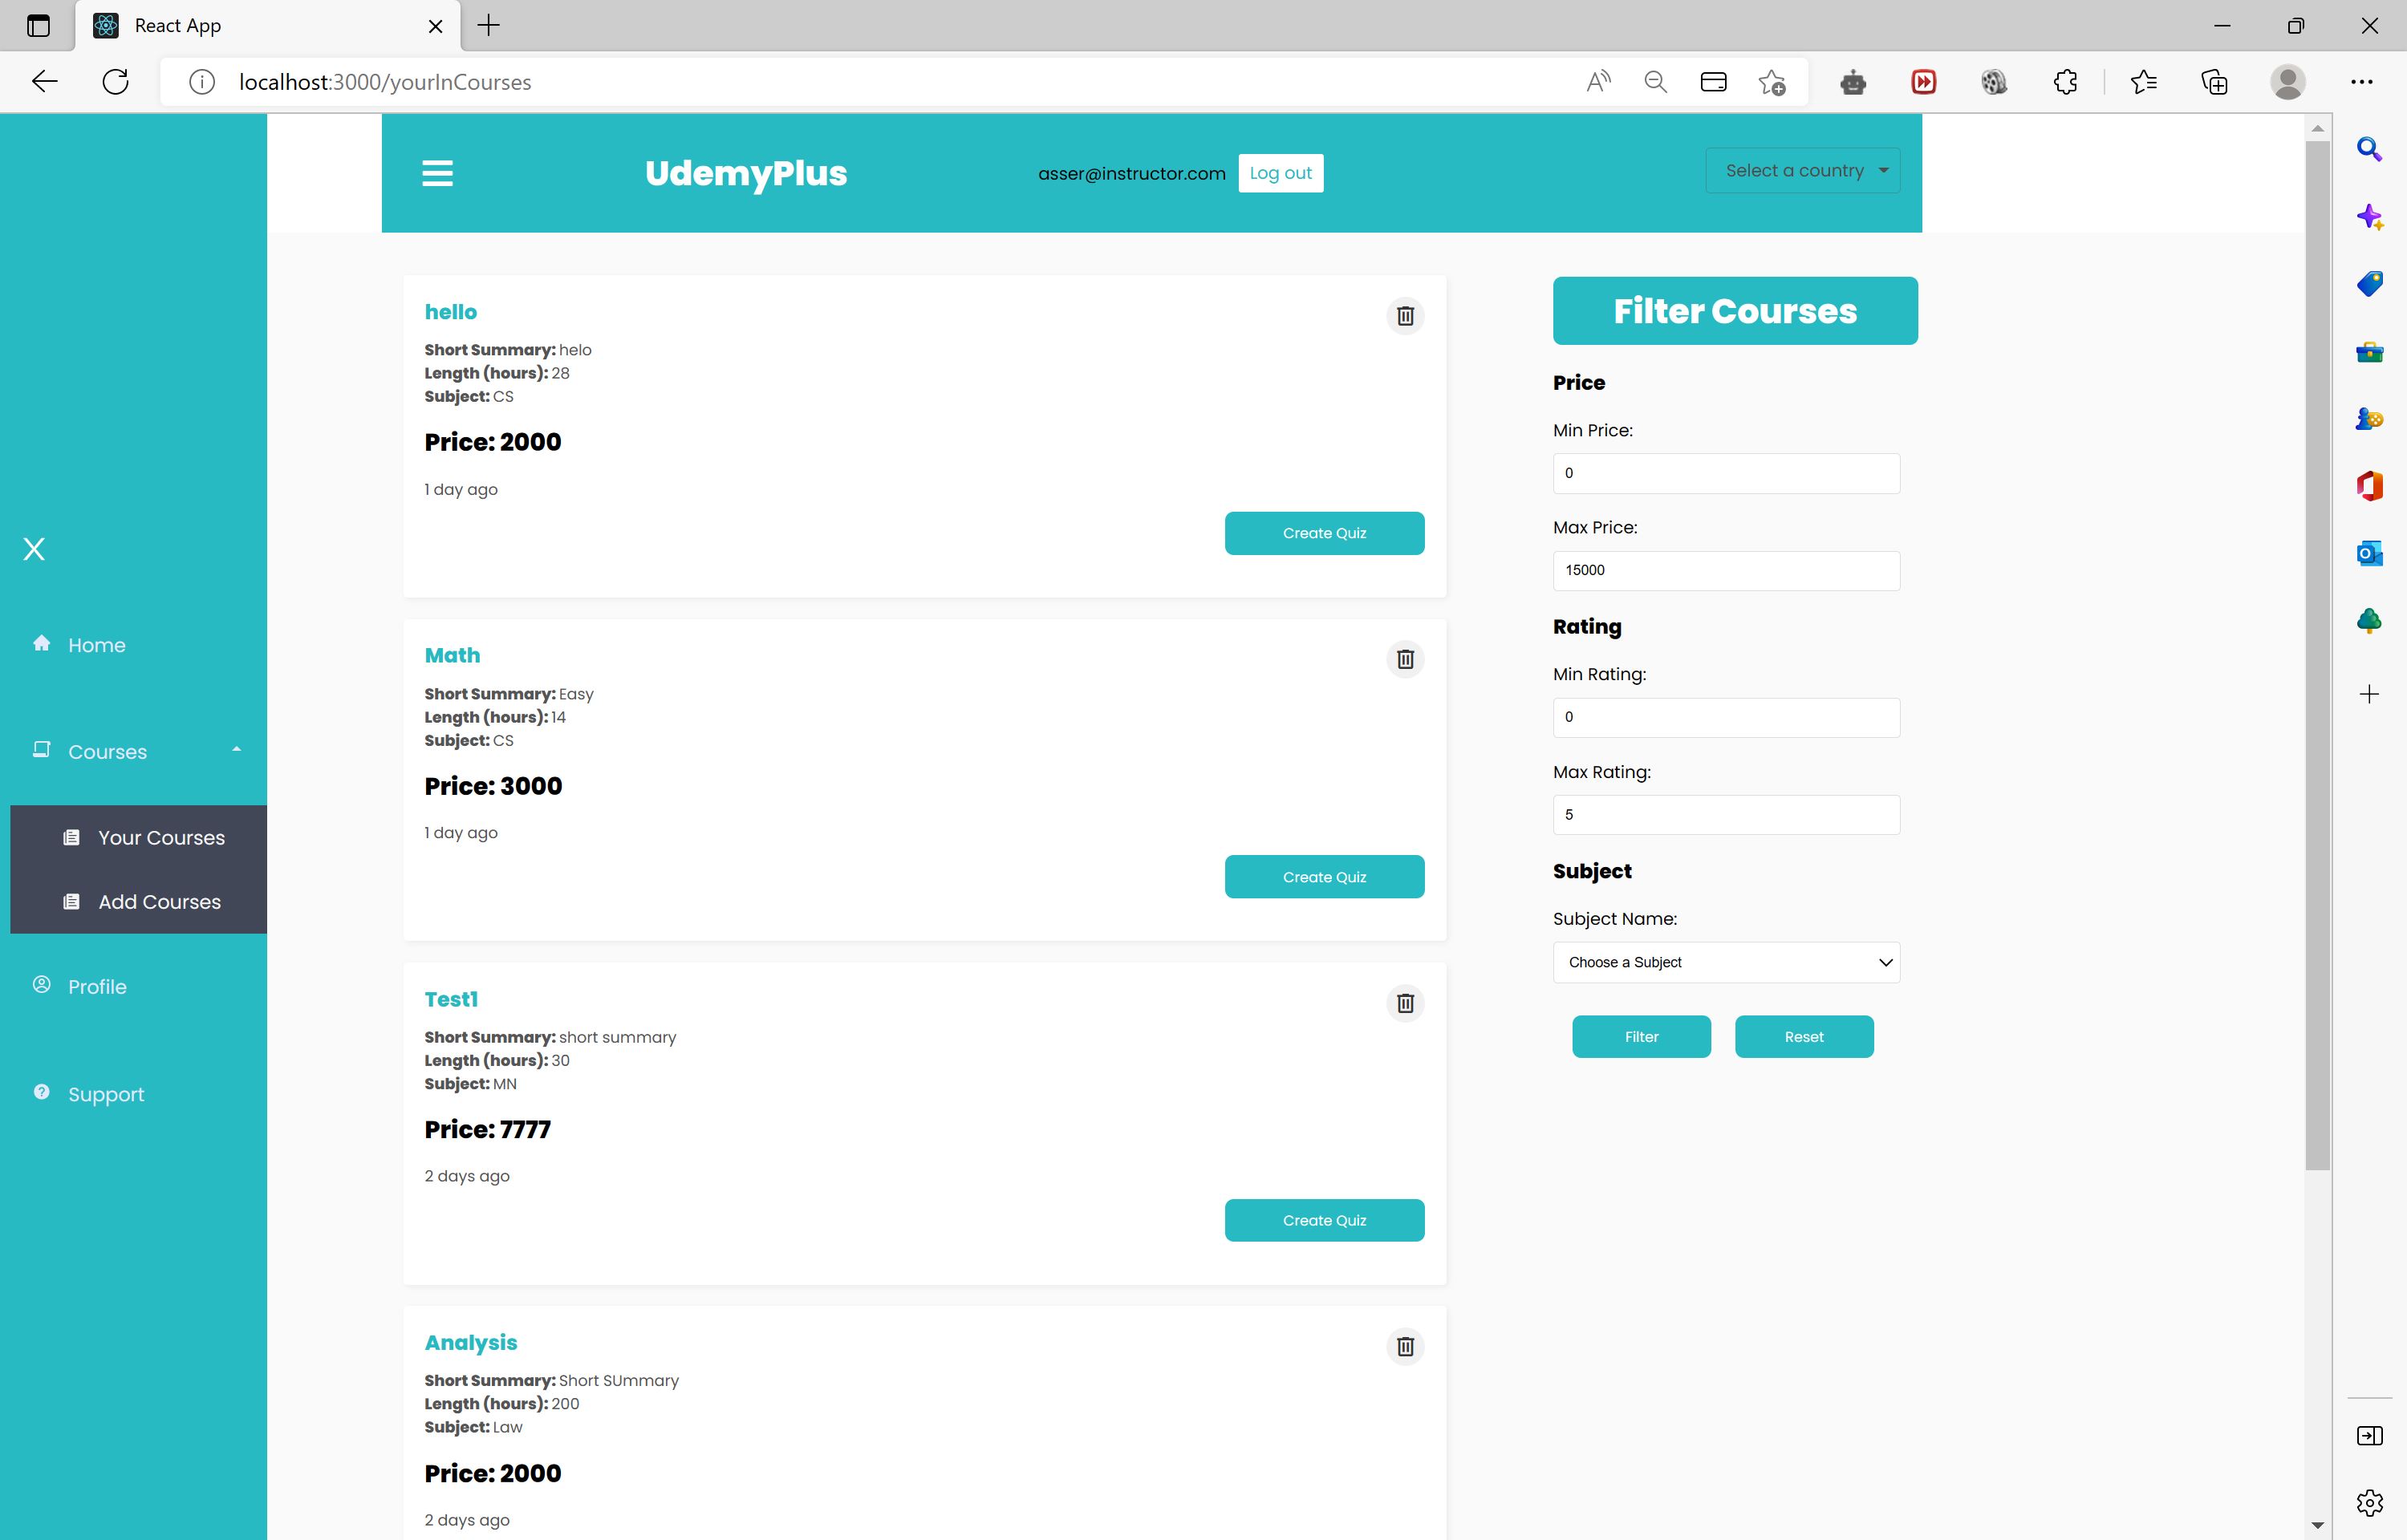 React App
localhost:3000/yourInCourses
UdemyPlus
asser@instructor.com
Log out
Select a country
X
Home
Courses
Your Courses
Add Courses
Profile
Support
hello
Short Summary: helo
Length (hours): 28
Subject: CS
Price: 2000
1 day ago
Create Quiz
Math
Short Summary: Easy
Length (hours): 14
Subject: CS
Price: 3000
1 day ago
Create Quiz
Test1
Short Summary: short summary
Length (hours): 30
Subject: MN
Price: 7777
2 days ago
Create Quiz
Analysis
Short Summary: Short SUmmary
Length (hours): 200
Subject: Law
Price: 2000
2 days ago
Filter Courses
Price
Min Price:
0
Max Price:
15000
Rating
Min Rating:
0
Max Rating:
5
Subject
Subject Name:
Choose a Subject
Filter
Reset